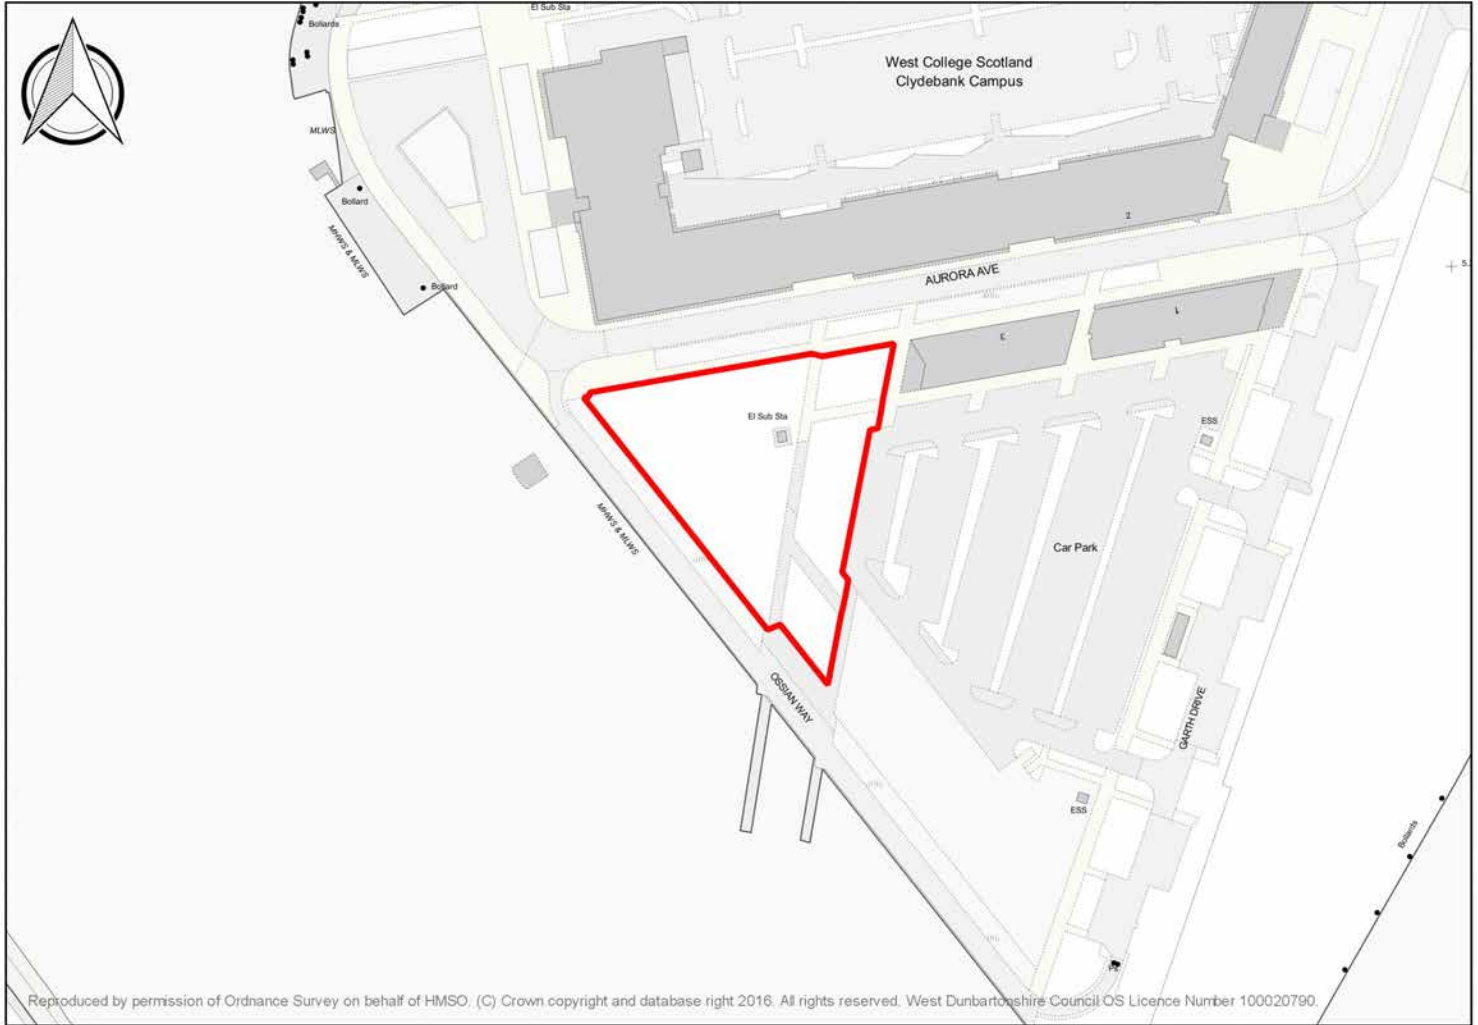 El Sub Sta
Bollards
West College Scotland
Clydebank Campus
MLWS
Bollard
2
MHWS & MLWS
AURORA AVE
Bollard
1
3
El Sub Sta
ESS
MHWS & MLWS
Car Park
OSSIAN WAY
GARTH DRIVE
ESS
Bollards
Reproduced by permission of Ordnance Survey on behalf of HMSO. (C) Crown copyright and database right 2016. All rights reserved. West Dunbartonshire Council OS Licence Number 100020790.